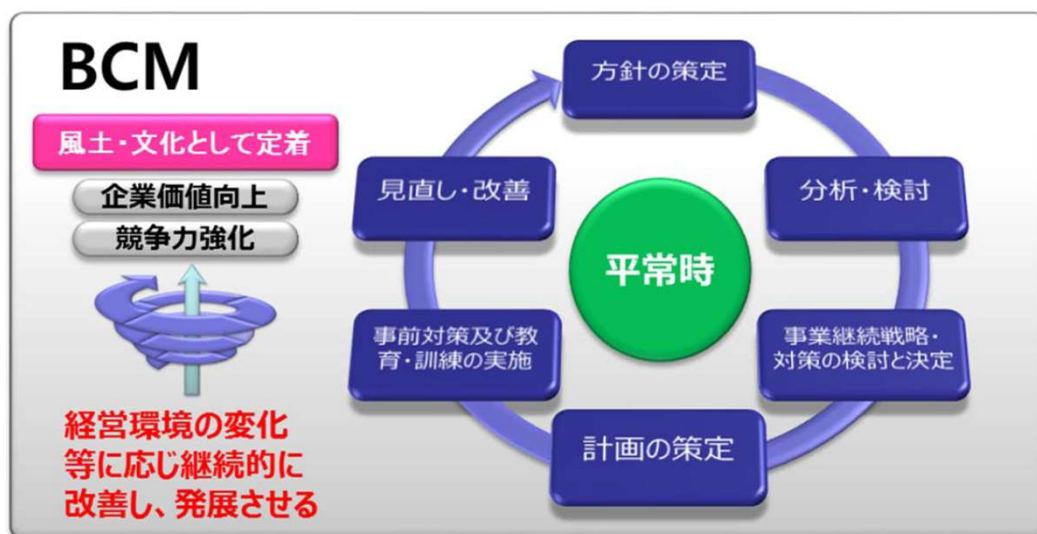 BCM
風土・文化として定着
企業価値向上
競争力強化
経営環境の変化
等に応じ継続的に
改善し、発展させる
方針の策定
分析・検討
事業継続戦略・
対策の検討と決定
計画の策定
事前対策及び教
育・訓練の実施
見直し・改善
平常時